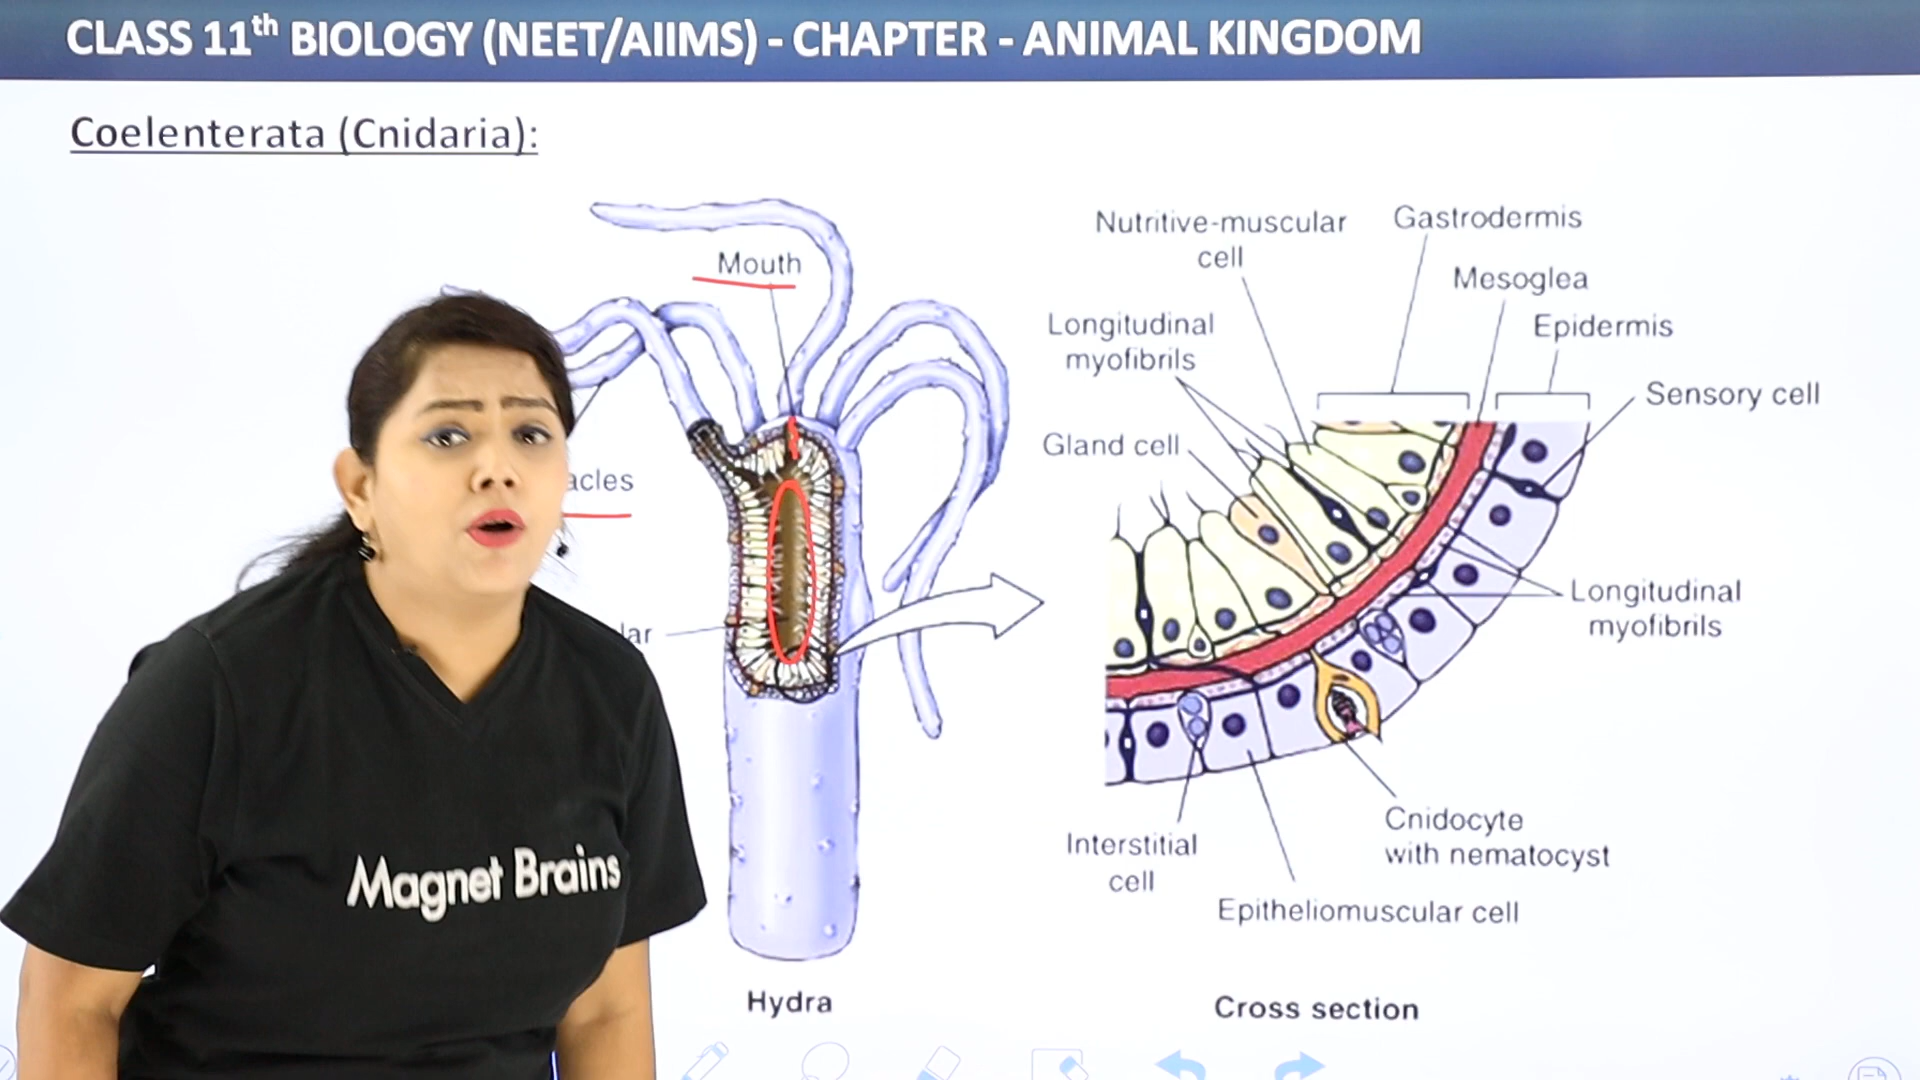 CLASS 11th BIOLOGY (NEET/AIIMS) - CHAPTER - ANIMAL KINGDOM
Coelenterata (Cnidaria):
Mouth
acles
lar
Hydra
Nutritive-muscular
cell
Gastrodermis
Mesoglea
Epidermis
Longitudinal
myofibrils
Sensory cell
Gland cell
Longitudinal
myofibrils
Interstitial
cell
Cnidocyte
with nematocyst
Epitheliomuscular cell
Cross section
Magnet Brains